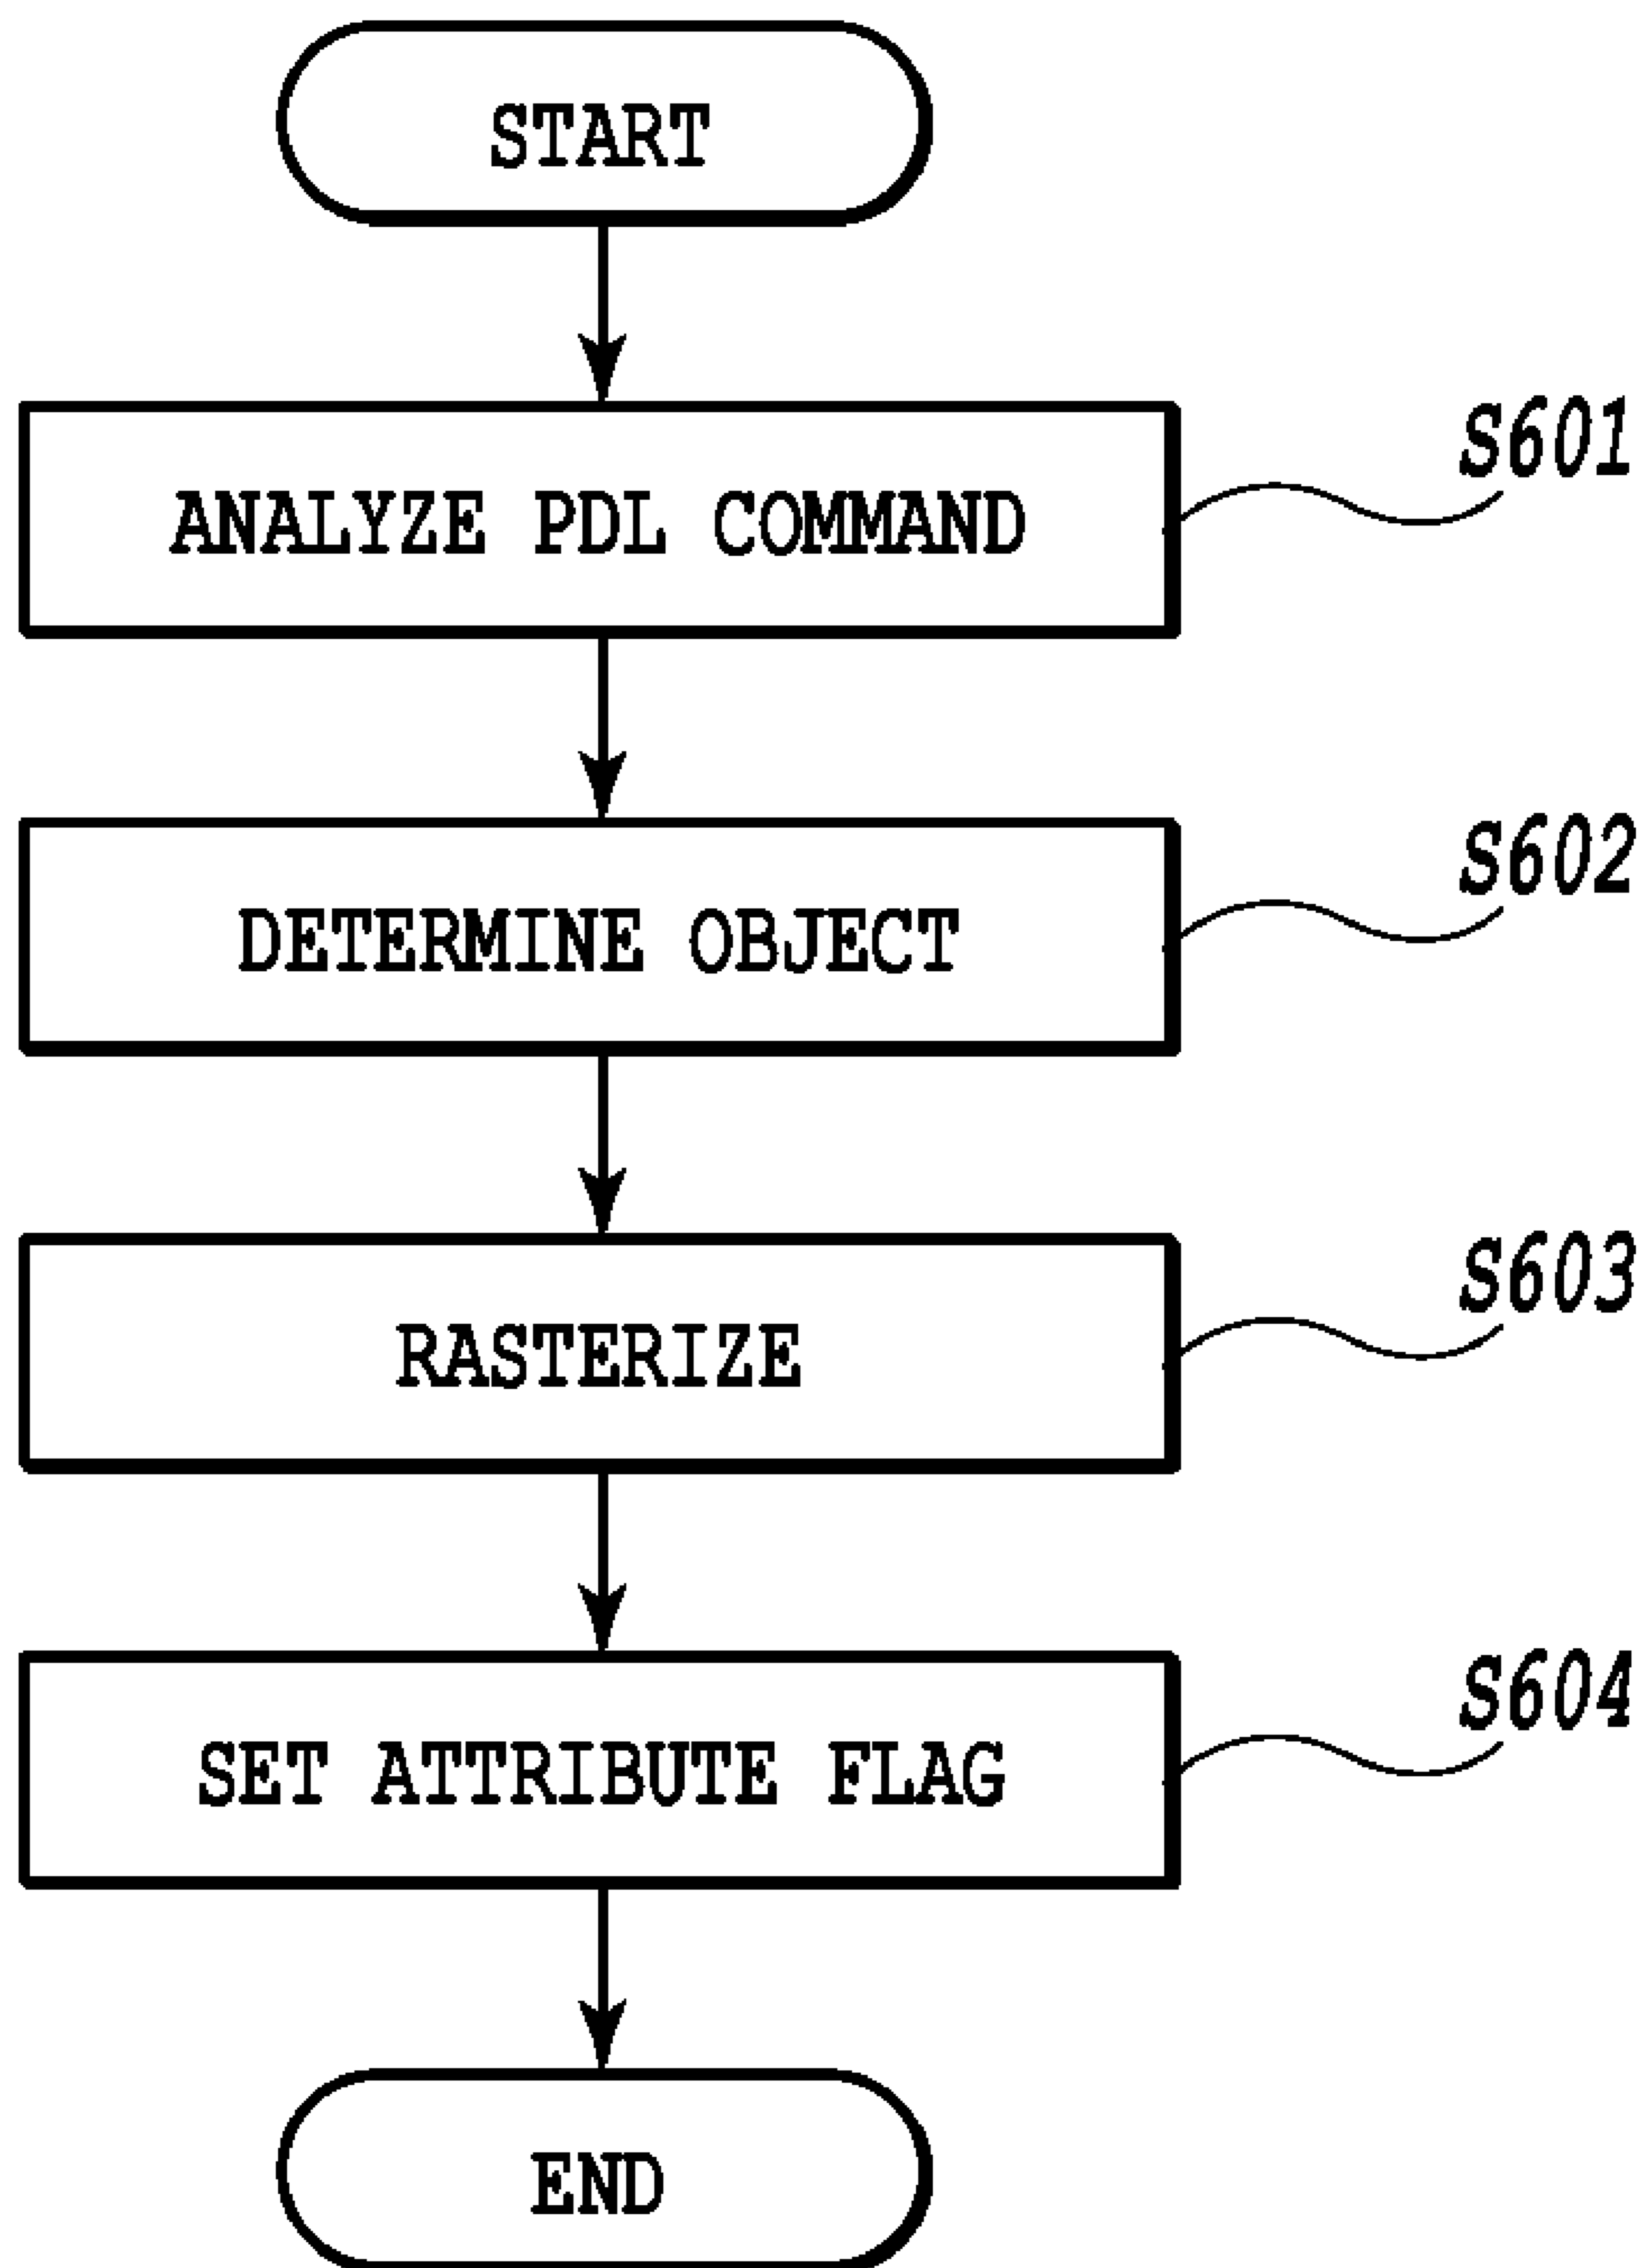 START
ANALYZE PDL COMMAND
S601
DETERMINE OBJECT
S602
RASTERIZE
S603
SET ATTRIBUTE FLAG
S604
END